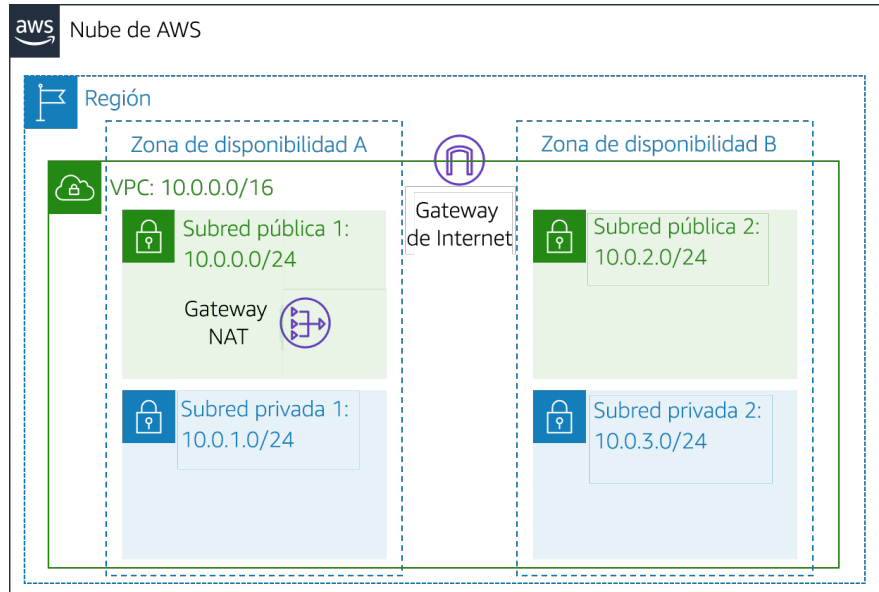 aws
Nube de AWS
Región
Zona de disponibilidad A
Zona de disponibilidad B
VPC: 10.0.0.0/16
Gateway
de Internet
Subred pública 1:
10.0.0.0/24
Subred pública 2:
10.0.2.0/24
Gateway
NAT
Subred privada 1:
10.0.1.0/24
Subred privada 2:
10.0.3.0/24